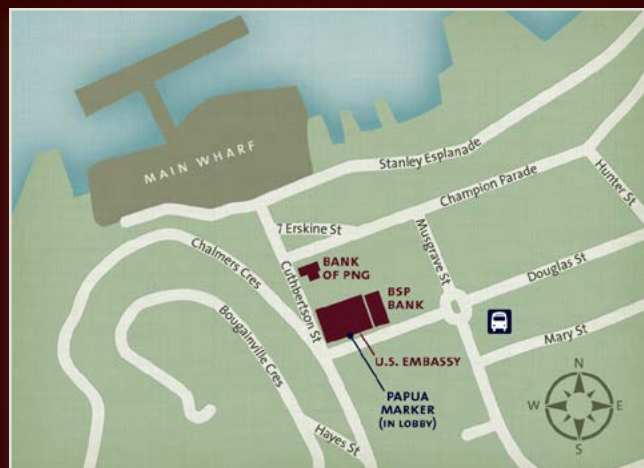 MAIN WHARF
Stanley Esplanade
Champion Parade
Hunter St
7 Erskine St
Musgrave St
Chalmers Cres
Cuthbertson St
BANK
OF PNG
Douglas St
BSP
BANK
Bougainville Cres
Mary St
U.S. EMBASSY
PAPUA
MARKER
(IN LOBBY)
Hayes St
N
W
E
S